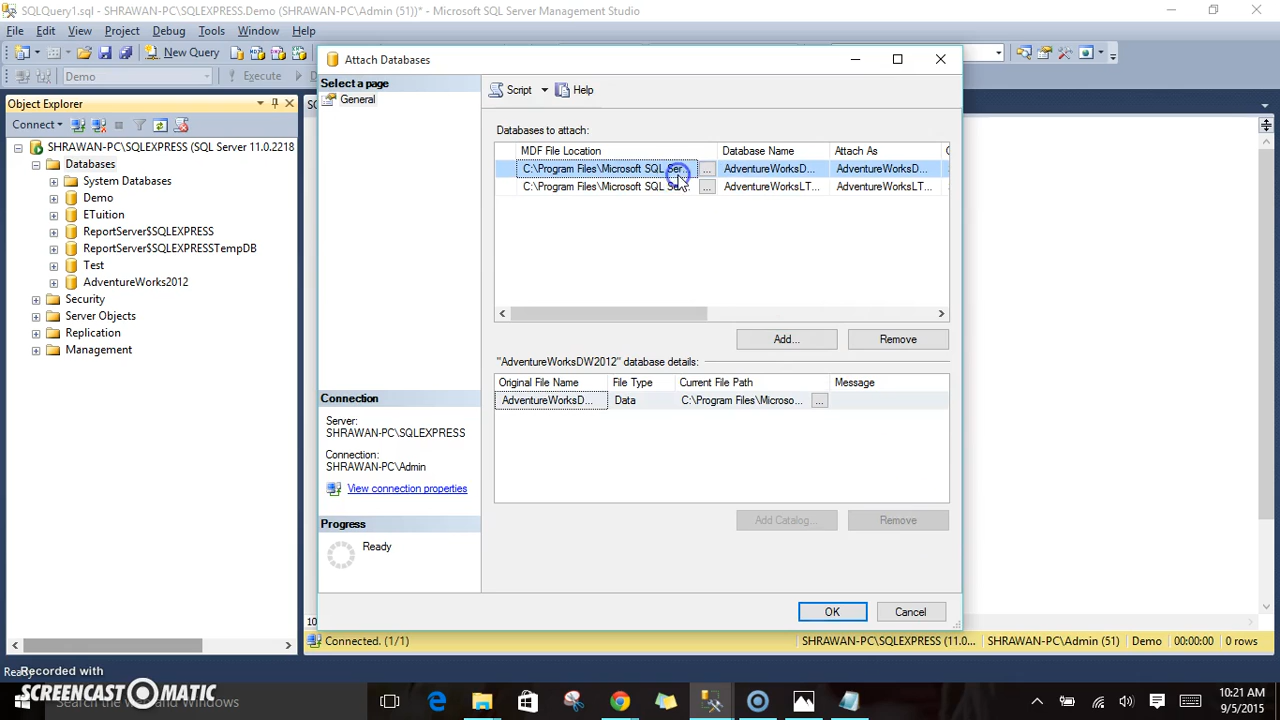 SQLQuery1.sql - SHRAWAN-PC\SQLEXPRESS.Demo (SHRAWAN-PC\Admin (51))* - Microsoft SQL Server Management Studio
File Edit View Project Debug Tools Window Help
New Query
Demo Execute
Object Explorer
Connect
SHRAWAN-PC\SQLEXPRESS (SQL Server 11.0.2218
Databases
System Databases
Demo
ETuition
ReportServer$SQLEXPRESS
ReportServer$SQLEXPRESSTempDB
Test
AdventureWorks2012
Security
Server Objects
Replication
Management
Attach Databases
Select a page
General
Script Help
Databases to attach:
MDF File Location Database Name Attach As
C:\Program Files\Microsoft SQL Ser... ... AdventureWorksD... AdventureWorksD...
C:\Program Files\Microsoft SQL ... AdventureWorksLT... AdventureWorksLT...
Add... Remove
"AdventureWorksDW2012" database details:
Original File Name File Type Current File Path Message
AdventureWorksD... Data C:\Program Files\Microso... ...
Add Catalog... Remove
Connection
Server:
SHRAWAN-PC\SQLEXPRESS
Connection:
SHRAWAN-PC\Admin
View connection properties
Progress
Ready
OK Cancel
Connected. (1/1) SHRAWAN-PC\SQLEXPRESS (11.0... SHRAWAN-PC\Admin (51) Demo 00:00:00 0 rows
Recorded with
SCREENCAST-O-MATIC
Search the web and Windows
10:21 AM
9/5/2015